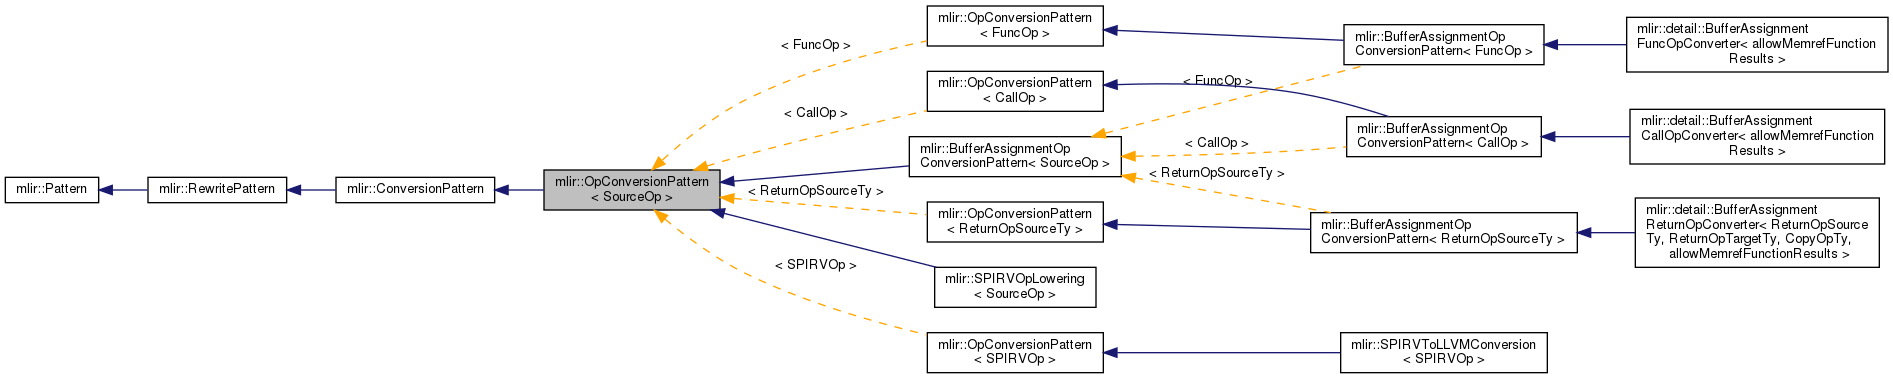 mlir::Pattern
mlir::RewritePattern
mlir::ConversionPattern
mlir::OpConversionPattern
< SourceOp >
< FuncOp >
< CallOp >
< ReturnOpSourceTy >
< SPIRVOp >
mlir::OpConversionPattern
< FuncOp >
mlir::OpConversionPattern
< CallOp >
mlir::BufferAssignmentOp
ConversionPattern< SourceOp >
mlir::OpConversionPattern
< ReturnOpSourceTy >
mlir::SPIRVOpLowering
< SourceOp >
mlir::OpConversionPattern
< SPIRVOp >
< FuncOp >
< CallOp >
< ReturnOpSourceTy >
mlir::BufferAssignmentOp
ConversionPattern< FuncOp >
mlir::BufferAssignmentOp
ConversionPattern< CallOp >
mlir::BufferAssignmentOp
ConversionPattern< ReturnOpSourceTy >
mlir::SPIRVToLLVMConversion
< SPIRVOp >
mlir::detail::BufferAssignment
FuncOpConverter< allowMemrefFunction
Results >
mlir::detail::BufferAssignment
CallOpConverter< allowMemrefFunction
Results >
mlir::detail::BufferAssignment
ReturnOpConverter< ReturnOpSource
Ty, ReturnOpTargetTy, CopyOpTy,
allowMemrefFunctionResults >